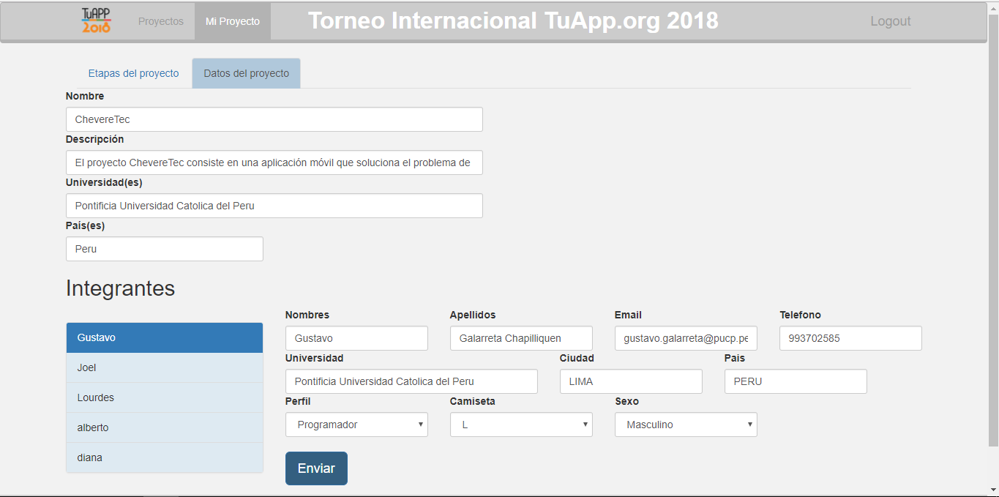 TuAPP
2018
Proyectos
Mi Proyecto
Torneo Internacional TuApp.org 2018
Logout
Etapas del proyecto
Datos del proyecto
Nombre
ChevereTec
Descripción
El proyecto ChevereTec consiste en una aplicación móvil que soluciona el problema de
Universidad(es)
Pontificia Universidad Catolica del Peru
País(es)
Peru
Integrantes
Gustavo
Joel
Lourdes
alberto
diana
Nombres
Apellidos
Email
Telefono
Gustavo
Galarreta Chapilliquen
gustavo.galarreta@pucp.pe
993702585
Universidad
Ciudad
Pais
Pontificia Universidad Catolica del Peru
LIMA
PERU
Perfil
Camiseta
Sexo
Programador
L
Masculino
Enviar